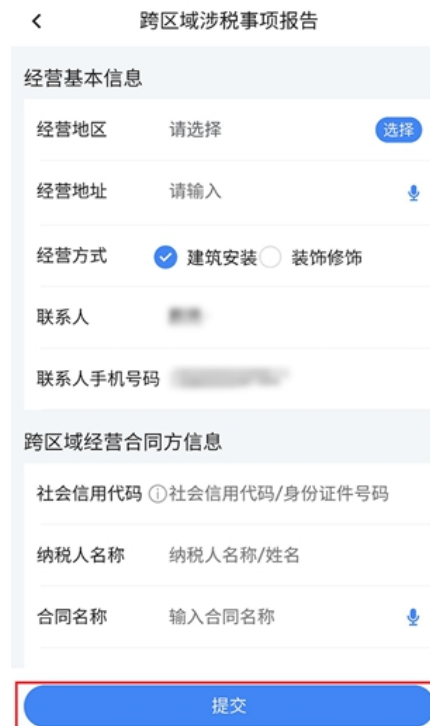 跨区域涉税事项报告
经营基本信息
经营地区 请选择 选择
经营地址 请输入
经营方式 建筑安装 装饰修饰
联系人
联系人手机号码
跨区域经营合同方信息
社会信用代码 社会信用代码/身份证件号码
纳税人名称 纳税人名称/姓名
合同名称 输入合同名称
提交